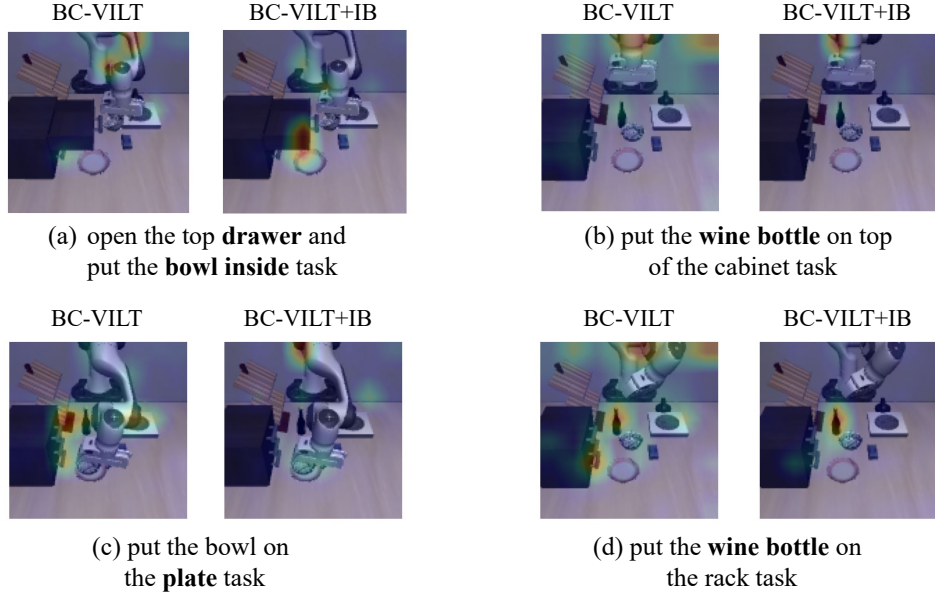 BC-VILT BC-VILT+IB BC-VILT BC-VILT+IB
(a) open the top drawer and
put the bowl inside task
(b) put the wine bottle on top
of the cabinet task
BC-VILT BC-VILT+IB BC-VILT BC-VILT+IB
(c) put the bowl on
the plate task
(d) put the wine bottle on
the rack task